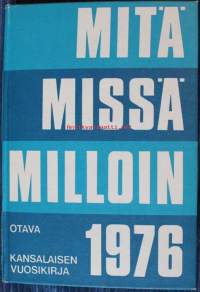 MITÄ
MISSÄ
MILLOIN
OTAVA
1976
KANSALAISEN
VUOSIKIRJA